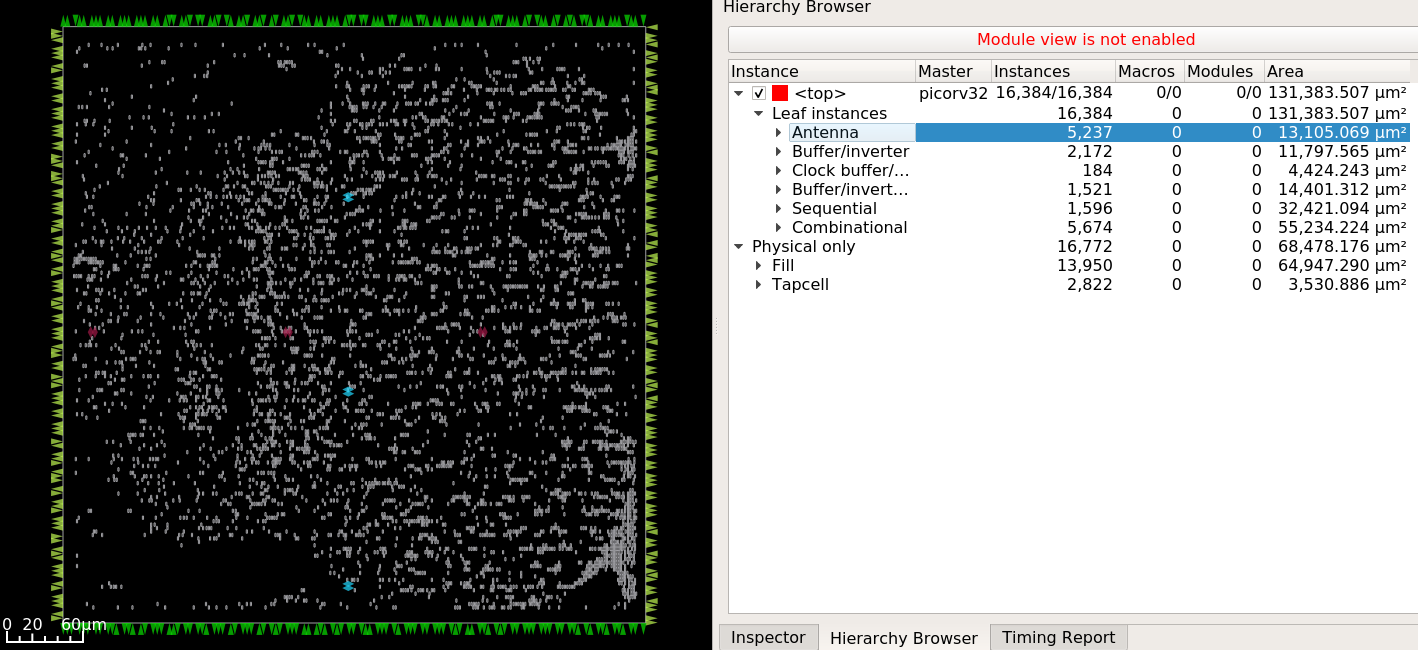 Hierarchy Browser
Module view is not enabled
Instance Master Instances Macros Modules Area
<top> picorv32 16,384/16,384 0/0 0/0 131,383.507 µm²
Leaf instances 16,384 0 0 131,383.507 µm²
Antenna 5,237 0 0 13,105.069 µm²
Buffer/inverter 2,172 0 0 11,797.565 µm²
Clock buffer/... 184 0 0 4,424.243 µm²
Buffer/invert... 1,521 0 0 14,401.312 µm²
Sequential 1,596 0 0 32,421.094 µm²
Combinational 5,674 0 0 55,234.224 µm²
Physical only 16,772 0 0 68,478.176 µm²
Fill 13,950 0 0 64,947.290 µm²
Tapcell 2,822 0 0 3,530.886 µm²
0 20 60µm
Inspector Hierarchy Browser Timing Report